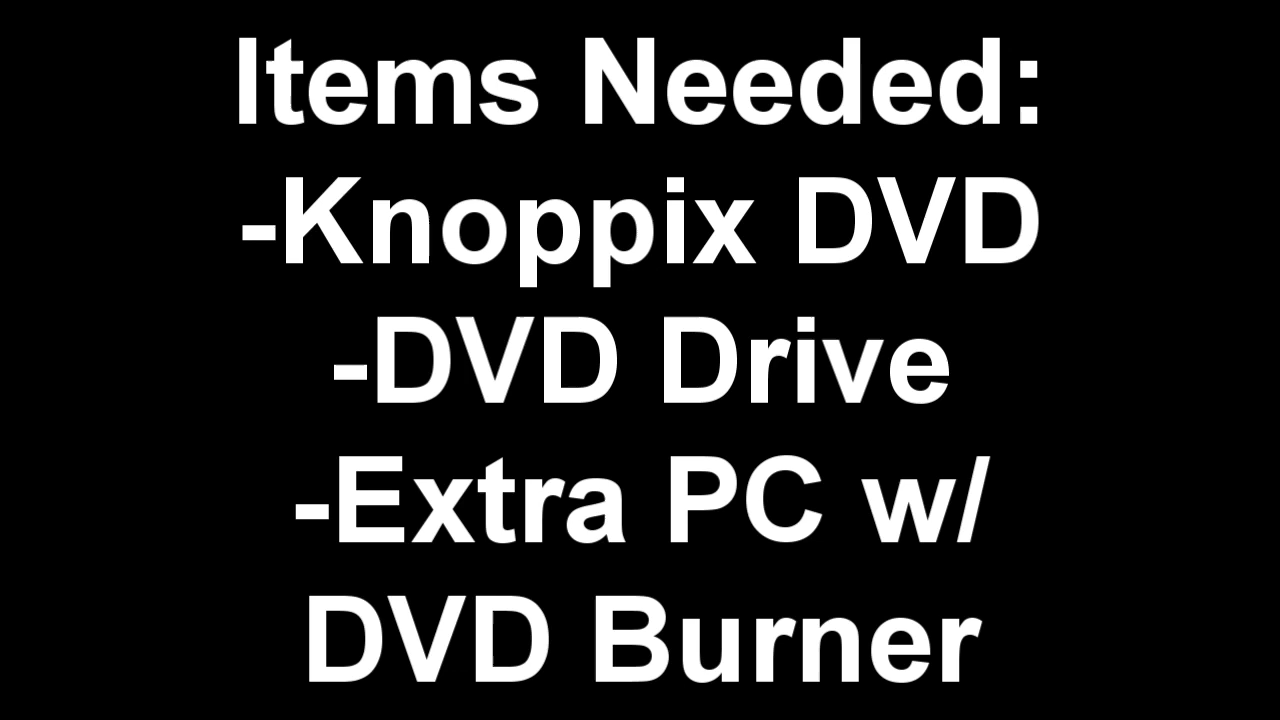 Items Needed:
-Knoppix DVD
-DVD Drive
-Extra PC w/
DVD Burner